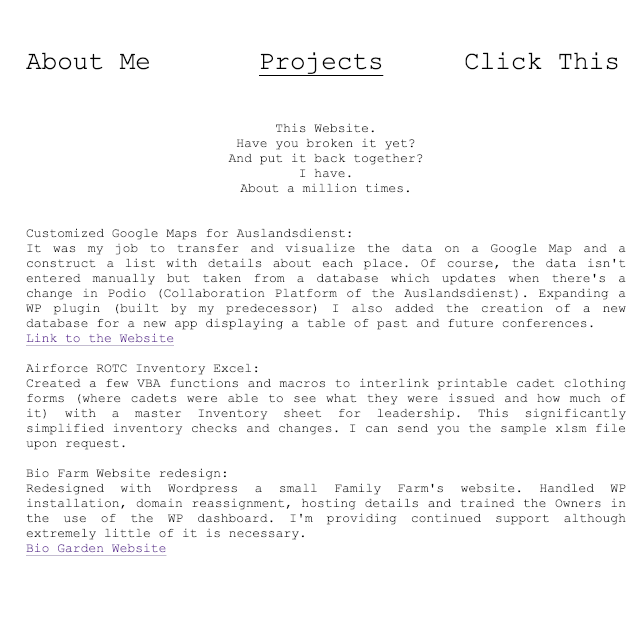 About Me Projects Click This
This Website.
Have you broken it yet?
And put it back together?
I have.
About a million times.
Customized Google Maps for Auslandsdienst:
It was my job to transfer and visualize the data on a Google Map and a
construct a list with details about each place. Of course, the data isn't
entered manually but taken from a database which updates when there's a
change in Podio (Collaboration Platform of the Auslandsdienst). Expanding a
WP plugin (built by my predecessor) I also added the creation of a new
database for a new app displaying a table of past and future conferences.
Link to the Website
Airforce ROTC Inventory Excel:
Created a few VBA functions and macros to interlink printable cadet clothing
forms (where cadets were able to see what they were issued and how much of
it) with a master Inventory sheet for leadership. This significantly
simplified inventory checks and changes. I can send you the sample xlsm file
upon request.
Bio Farm Website redesign:
Redesigned with Wordpress a small Family Farm's website. Handled WP
installation, domain reassignment, hosting details and trained the Owners in
the use of the WP dashboard. I'm providing continued support although
extremely little of it is necessary.
Bio Garden Website